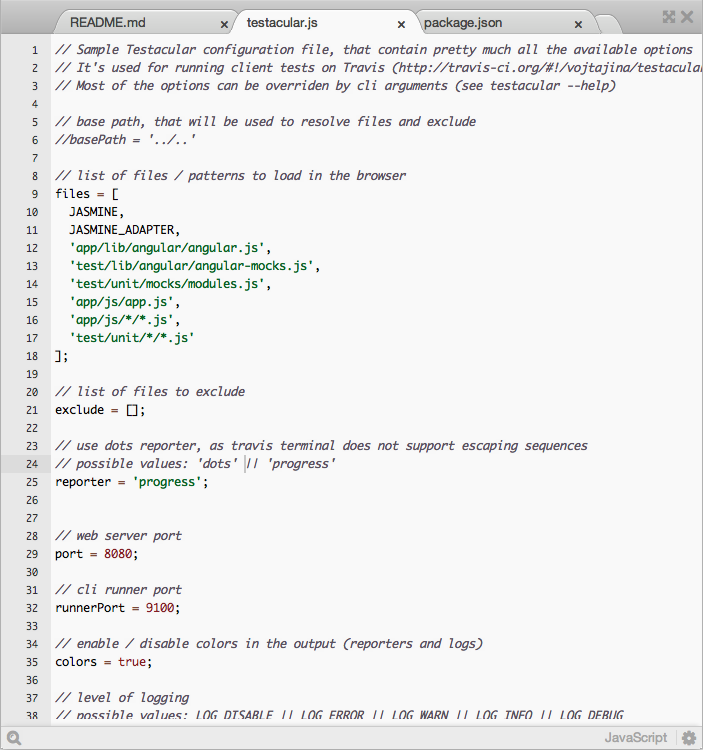 README.md × testacular.js × package.json ×
1 // Sample Testacular configuration file, that contain pretty much all the available options
2 // It's used for running client tests on Travis (http://travis-ci.org/#!/vojtajina/testacular
3 // Most of the options can be overriden by cli arguments (see testacular --help)
4
5 // base path, that will be used to resolve files and exclude
6 //basePath = '../..'
7
8 // list of files / patterns to load in the browser
9 files = [
10 JASMINE,
11 JASMINE_ADAPTER,
12 'app/lib/angular/angular.js',
13 'test/lib/angular/angular-mocks.js',
14 'test/unit/mocks/modules.js',
15 'app/js/app.js',
16 'app/js/*/*.js',
17 'test/unit/*/*.js'
18 ];
19
20 // list of files to exclude
21 exclude = [];
22
23 // use dots reporter, as travis terminal does not support escaping sequences
24 // possible values: 'dots' || 'progress'
25 reporter = 'progress';
26
27
28 // web server port
29 port = 8080;
30
31 // cli runner port
32 runnerPort = 9100;
33
34 // enable / disable colors in the output (reporters and logs)
35 colors = true;
36
37 // level of logging
38 // possible values: LOG_DISABLE || LOG_ERROR || LOG_WARN || LOG_INFO || LOG_DEBUG
JavaScript